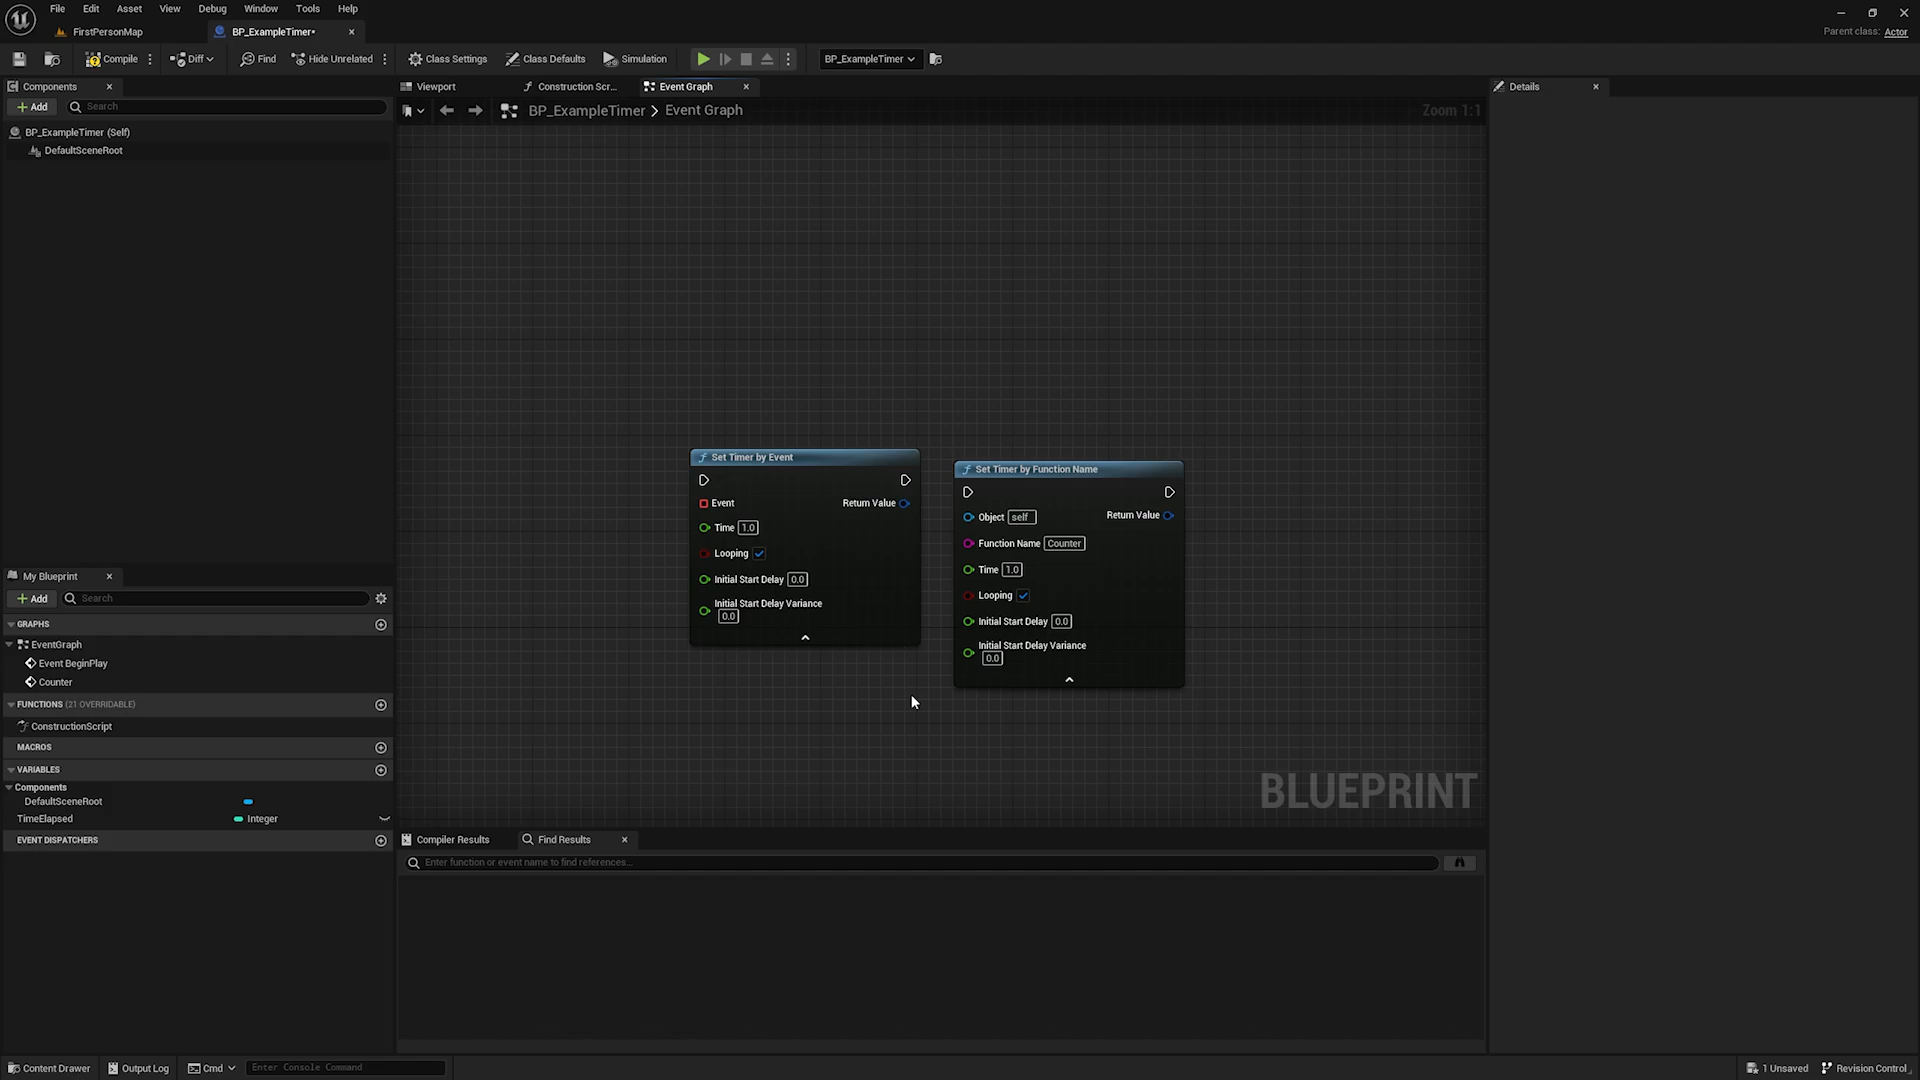 File Edit Asset View Debug Window Tools Help
FirstPersonMap
BP_ExampleTimer•
Parent class: Actor
Compile Diff Find Hide Unrelated Class Settings Class Defaults Simulation BP_ExampleTimer
Components
Viewport Construction Scr... Event Graph
Details
Add Search
BP_ExampleTimer > Event Graph
Zoom 1:1
BP_ExampleTimer (Self)
DefaultSceneRoot
Set Timer by Event
Event Return Value
Time 1.0
Looping
Initial Start Delay 0.0
Initial Start Delay Variance
0.0
Set Timer by Function Name
Object self Return Value
Function Name Counter
Time 1.0
Looping
Initial Start Delay 0.0
Initial Start Delay Variance
0.0
BLUEPRINT
My Blueprint
Add Search
GRAPHS
EventGraph
Event BeginPlay
Counter
FUNCTIONS (21 OVERRIDABLE)
ConstructionScript
MACROS
VARIABLES
Components
DefaultSceneRoot
TimeElapsed Integer
EVENT DISPATCHERS
Compiler Results Find Results
Enter function or event name to find references...
Content Drawer Output Log Cmd Enter Console Command
1 Unsaved Revision Control